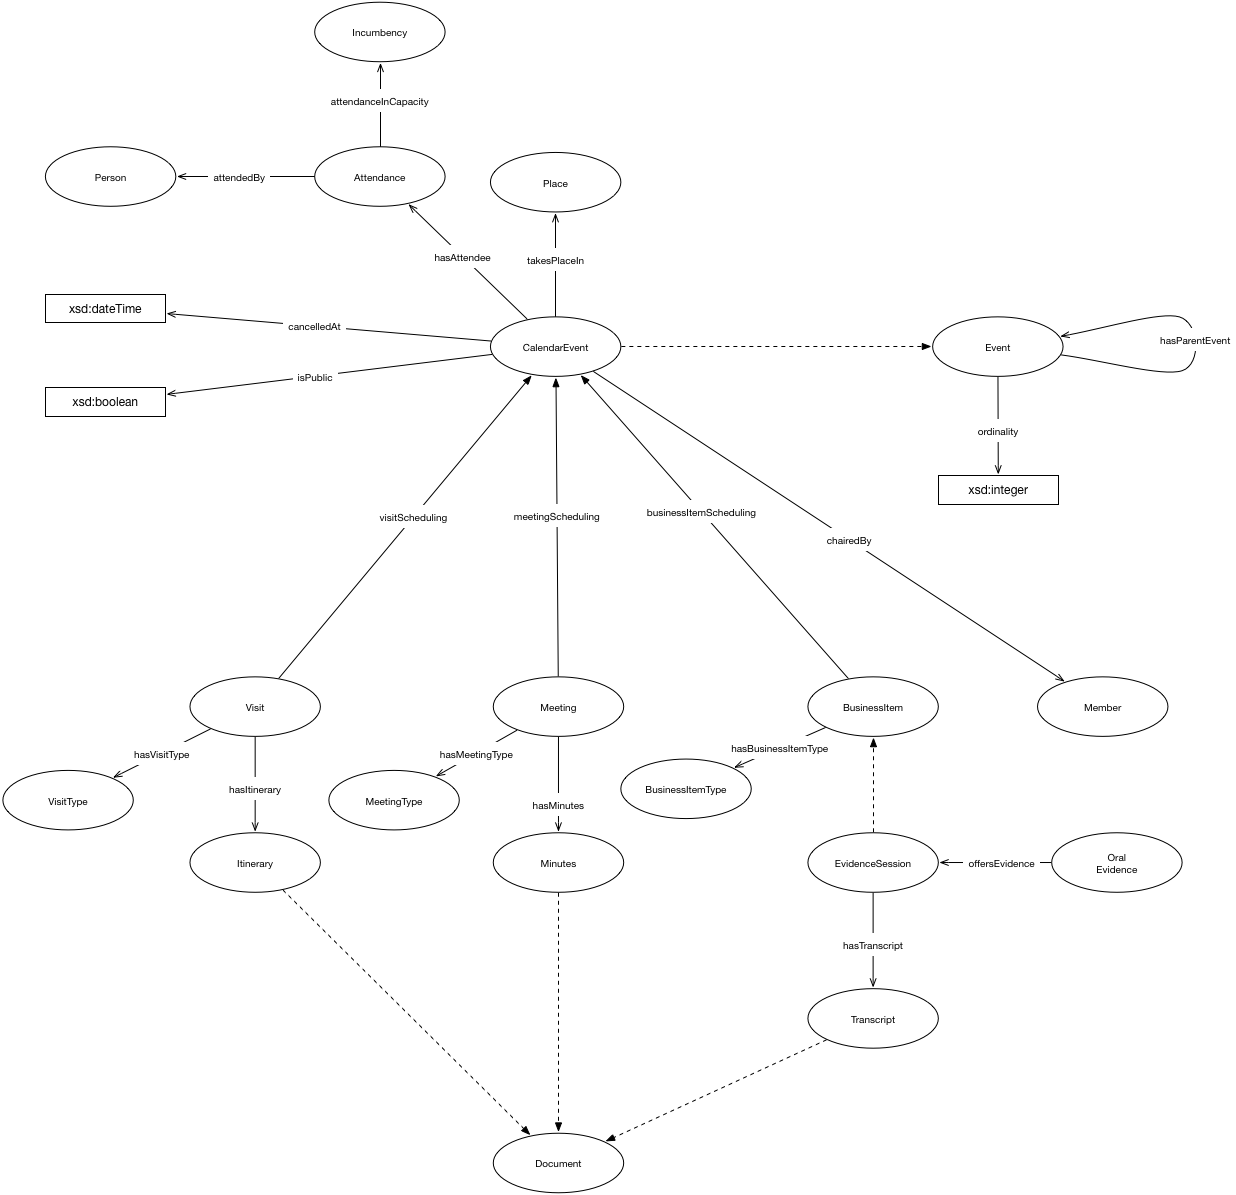 Incumbency
attendanceInCapacity
Person
attendedBy
Attendance
Place
hasAttendee
takesPlaceIn
xsd:dateTime
cancelledAt
CalendarEvent
Event
hasParentEvent
isPublic
xsd:boolean
ordinality
xsd:integer
visitScheduling
meetingScheduling
businessItemScheduling
chairedBy
Visit
Meeting
BusinessItem
Member
hasVisitType
hasMeetingType
hasBusinessItemType
VisitType
hasItinerary
MeetingType
hasMinutes
BusinessItemType
Itinerary
Minutes
EvidenceSession
offersEvidence
Oral
Evidence
hasTranscript
Transcript
Document